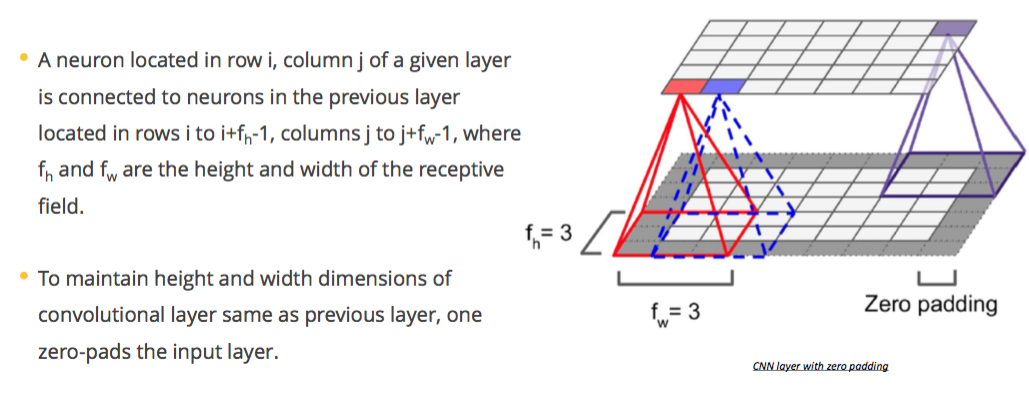 • A neuron located in row i, column j of a given layer
is connected to neurons in the previous layer
located in rows i to i+fₕ-1, columns j to j+f_w-1, where
fₕ and f_w are the height and width of the receptive
field.
• To maintain height and width dimensions of
convolutional layer same as previous layer, one
zero-pads the input layer.
fₕ= 3
f_w= 3
Zero padding
CNN layer with zero padding